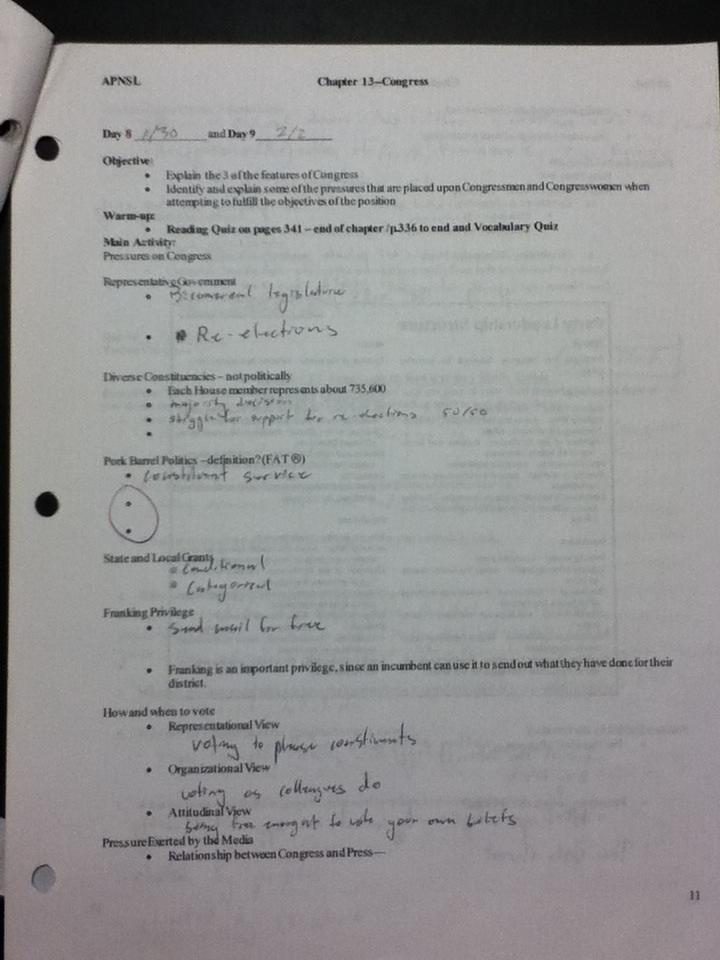 APNSL
Chapter 13–Congress
Day 8 1/30 and Day 9 2/2
Objective:
• Explain the 3 of the features of Congress
• Identify and explain some of the pressures that are placed upon Congressmen and Congresswomen when
attempting to fulfill the objectives of the position
Warm-up:
• Reading Quiz on pages 341 – end of chapter /p.336 to end and Vocabulary Quiz
Main Activity:
Pressures on Congress
Representative Government
• Bicameral legislature
• Re-elections
Diverse Constituencies – not politically
• Each House member represents about 735,600
• majority decision
• struggle for support for re elections 50/50
•
Pork Barrel Politics –definition? (FAT®)
• constituent service
•
•
State and Local Grants
• Conditional
• Categorical
Franking Privilege
• Send mail for free
• Franking is an important privilege, since an incumbent can use it to send out what they have done for their
district.
How and when to vote
• Representational View
voting to please constituents
• Organizational View
voting as colleagues do
• Attitudinal View
being free enough to vote your own beliefs
Pressure Exerted by the Media
• Relationship between Congress and Press—
11